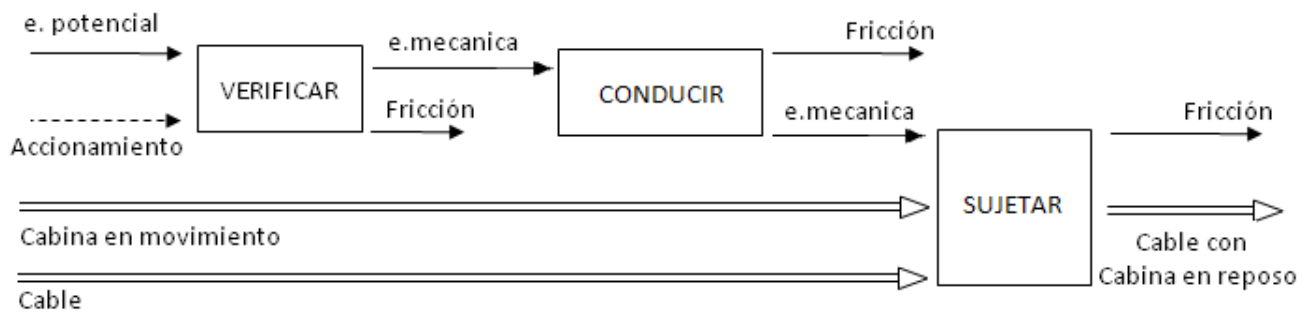 e. potencial
VERIFICAR
Accionamiento
e.mecanica
Fricción
CONDUCIR
Fricción
e.mecanica
SUJETAR
Fricción
Cabina en movimiento
Cable
Cable con
Cabina en reposo